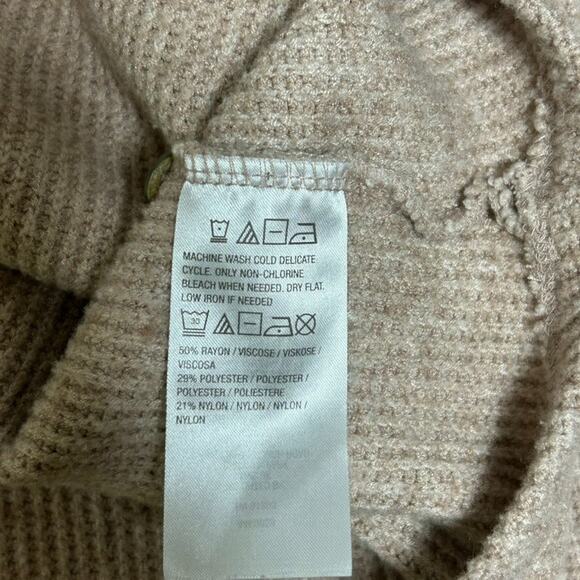 MACHINE WASH COLD DELICATE
CYCLE. ONLY NON-CHLORINE
BLEACH WHEN NEEDED. DRY FLAT.
LOW IRON IF NEEDED
30
50% RAYON / VISCOSE / VISKOSE /
VISCOSA
29% POLYESTER / POLYESTER /
POLYESTER / POLIESTERE
21% NYLON / NYLON / NYLON /
NYLON